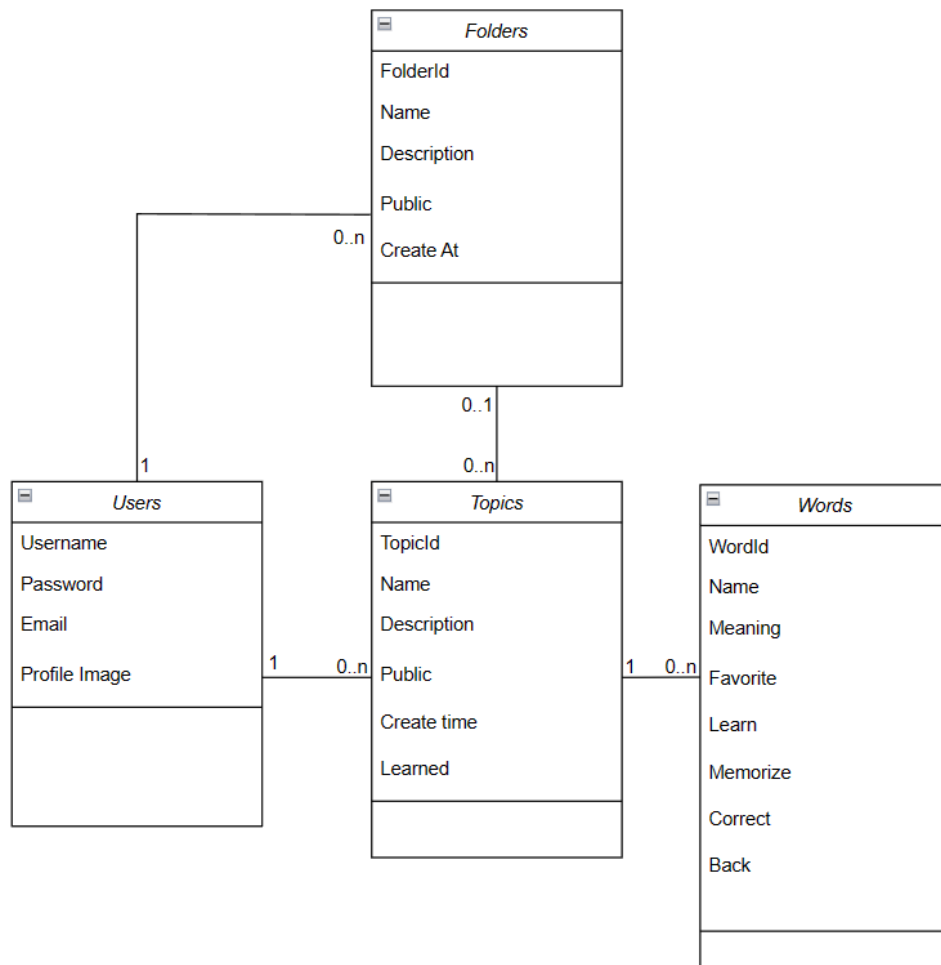 Folders
FolderId
Name
Description
Public
Create At
0..n
0..1
0..n
1
Users
Username
Password
Email
Profile Image
1
0..n
Topics
TopicId
Name
Description
Public
Create time
Learned
1
0..n
Words
WordId
Name
Meaning
Favorite
Learn
Memorize
Correct
Back